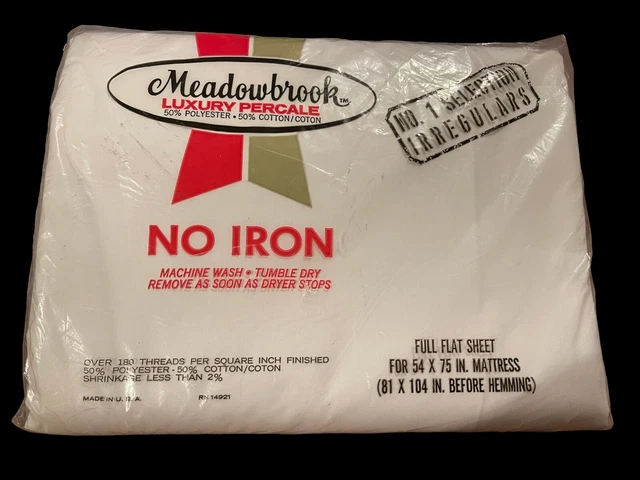 Meadowbrook™
LUXURY PERCALE
50% POLYESTER • 50% COTTON/COTON
NO. 1 SELECTION
IRREGULARS
NO IRON
MACHINE WASH • TUMBLE DRY
REMOVE AS SOON AS DRYER STOPS
OVER 180 THREADS PER SQUARE INCH FINISHED
50% POLYESTER - 50% COTTON/COTON
SHRINKAGE LESS THAN 2%
MADE IN U.S.A. RN 14921
FULL FLAT SHEET
FOR 54 X 75 IN. MATTRESS
(81 X 104 IN. BEFORE HEMMING)